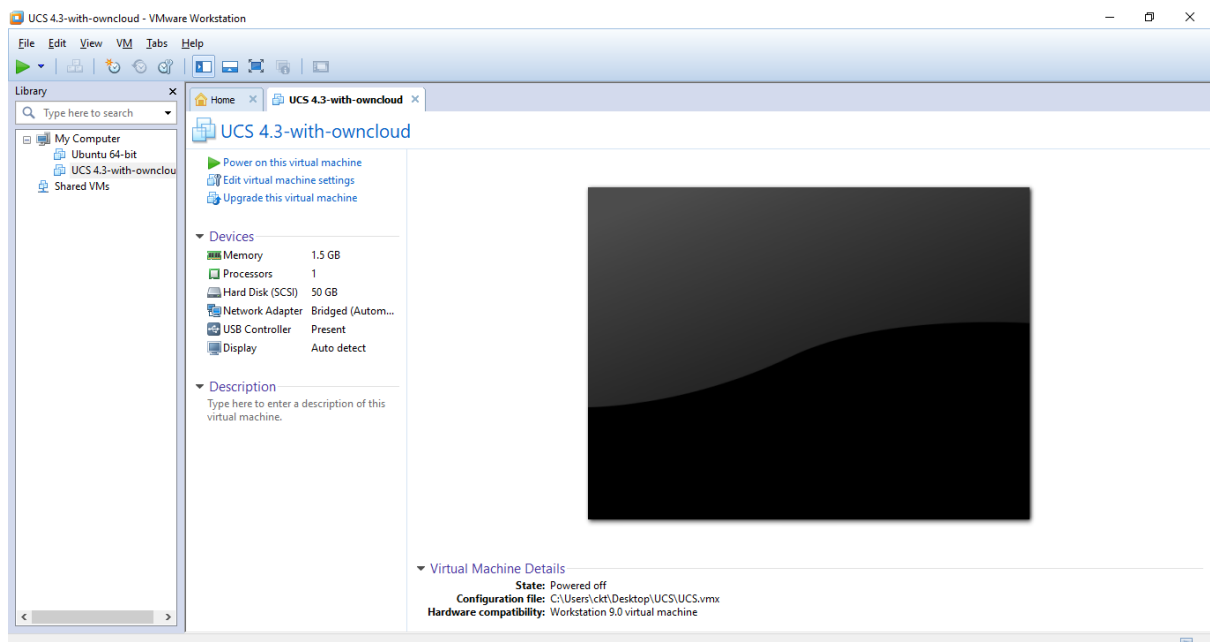 UCS 4.3-with-owncloud - VMware Workstation
File Edit View VM Tabs Help
Library
Type here to search
My Computer
Ubuntu 64-bit
UCS 4.3-with-ownclou
Shared VMs
Home
UCS 4.3-with-owncloud
UCS 4.3-with-owncloud
Power on this virtual machine
Edit virtual machine settings
Upgrade this virtual machine
Devices
Memory 1.5 GB
Processors 1
Hard Disk (SCSI) 50 GB
Network Adapter Bridged (Autom...
USB Controller Present
Display Auto detect
Description
Type here to enter a description of this
virtual machine.
Virtual Machine Details
State: Powered off
Configuration file: C:\Users\ckt\Desktop\UCS\UCS.vmx
Hardware compatibility: Workstation 9.0 virtual machine